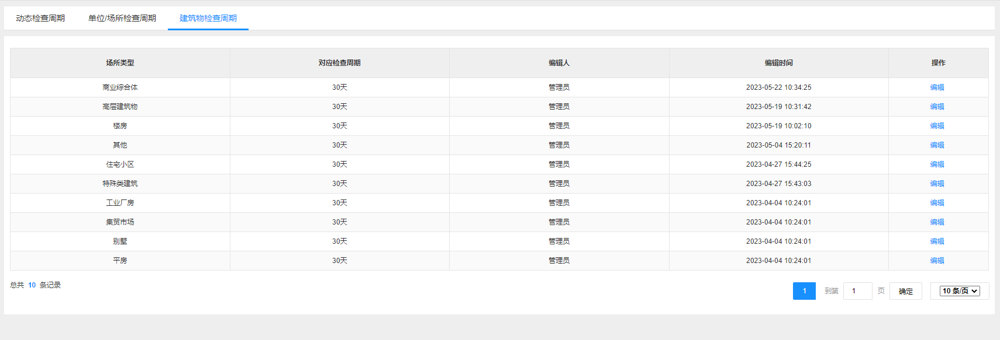 动态检查周期 单位/场所检查周期 建筑物检查周期
场所类型 对应检查周期 编辑人 编辑时间 操作
商业综合体 30天 管理员 2023-05-22 10:34:25 编辑
高层建筑物 30天 管理员 2023-05-19 10:31:42 编辑
楼房 30天 管理员 2023-05-19 10:02:10 编辑
其他 30天 管理员 2023-05-04 15:20:11 编辑
住宅小区 30天 管理员 2023-04-27 15:44:25 编辑
特殊类建筑 30天 管理员 2023-04-27 15:43:03 编辑
工业厂房 30天 管理员 2023-04-04 10:24:01 编辑
集贸市场 30天 管理员 2023-04-04 10:24:01 编辑
别墅 30天 管理员 2023-04-04 10:24:01 编辑
平房 30天 管理员 2023-04-04 10:24:01 编辑
总共 10 条记录
1 到第 1 页 确定 10 条/页